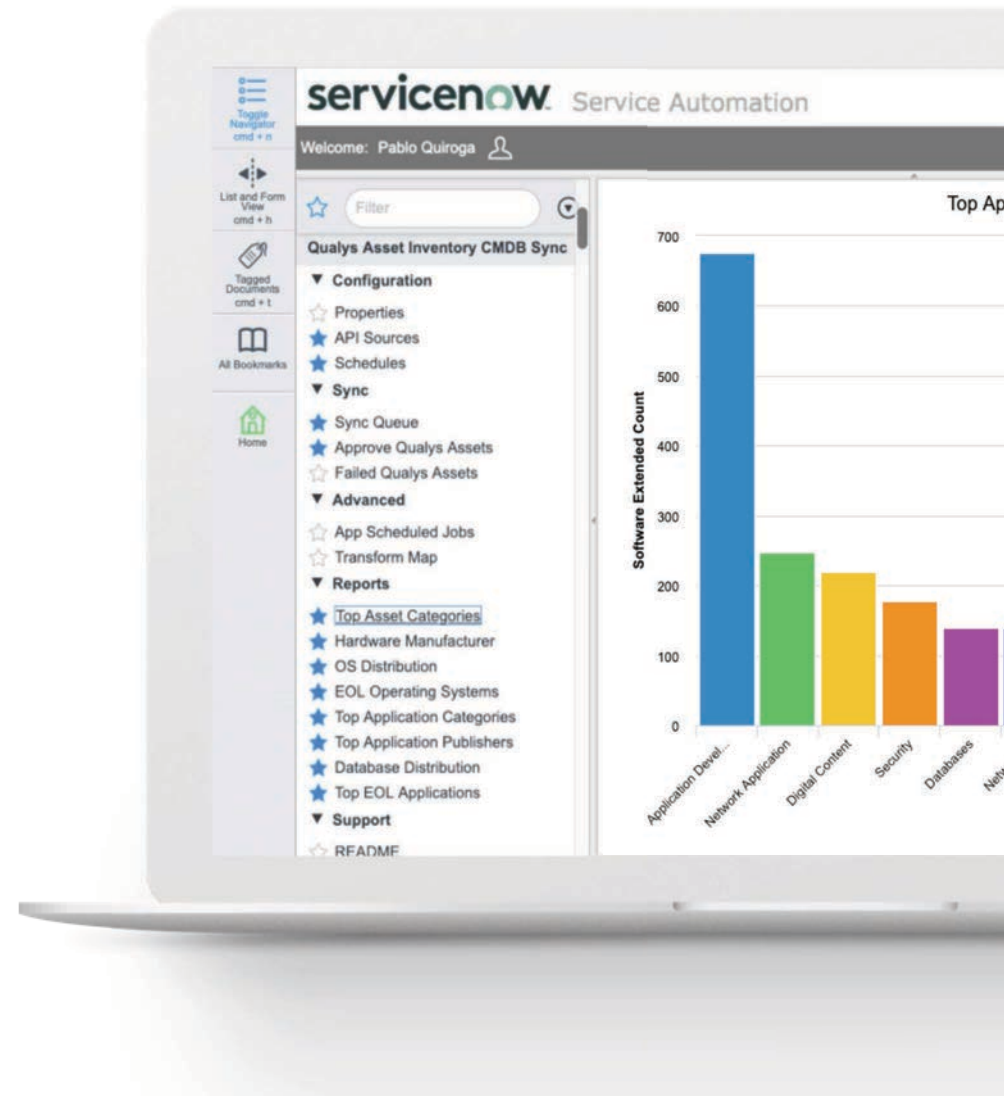 servicenow. Service Automation
Welcome: Pablo Quiroga
Toggle
Navigator
cmd + n
List and Form
View
cmd + h
Tagged
Documents
cmd + t
All Bookmarks
Home
Filter
Qualys Asset Inventory CMDB Sync
Configuration
Properties
API Sources
Schedules
Sync
Sync Queue
Approve Qualys Assets
Failed Qualys Assets
Advanced
App Scheduled Jobs
Transform Map
Reports
Top Asset Categories
Hardware Manufacturer
OS Distribution
EOL Operating Systems
Top Application Categories
Top Application Publishers
Database Distribution
Top EOL Applications
Support
README
Top Ap
Software Extended Count
700
600
500
400
300
200
100
0
Application Devel...
Network Application
Digital Content
Security
Databases
Netw